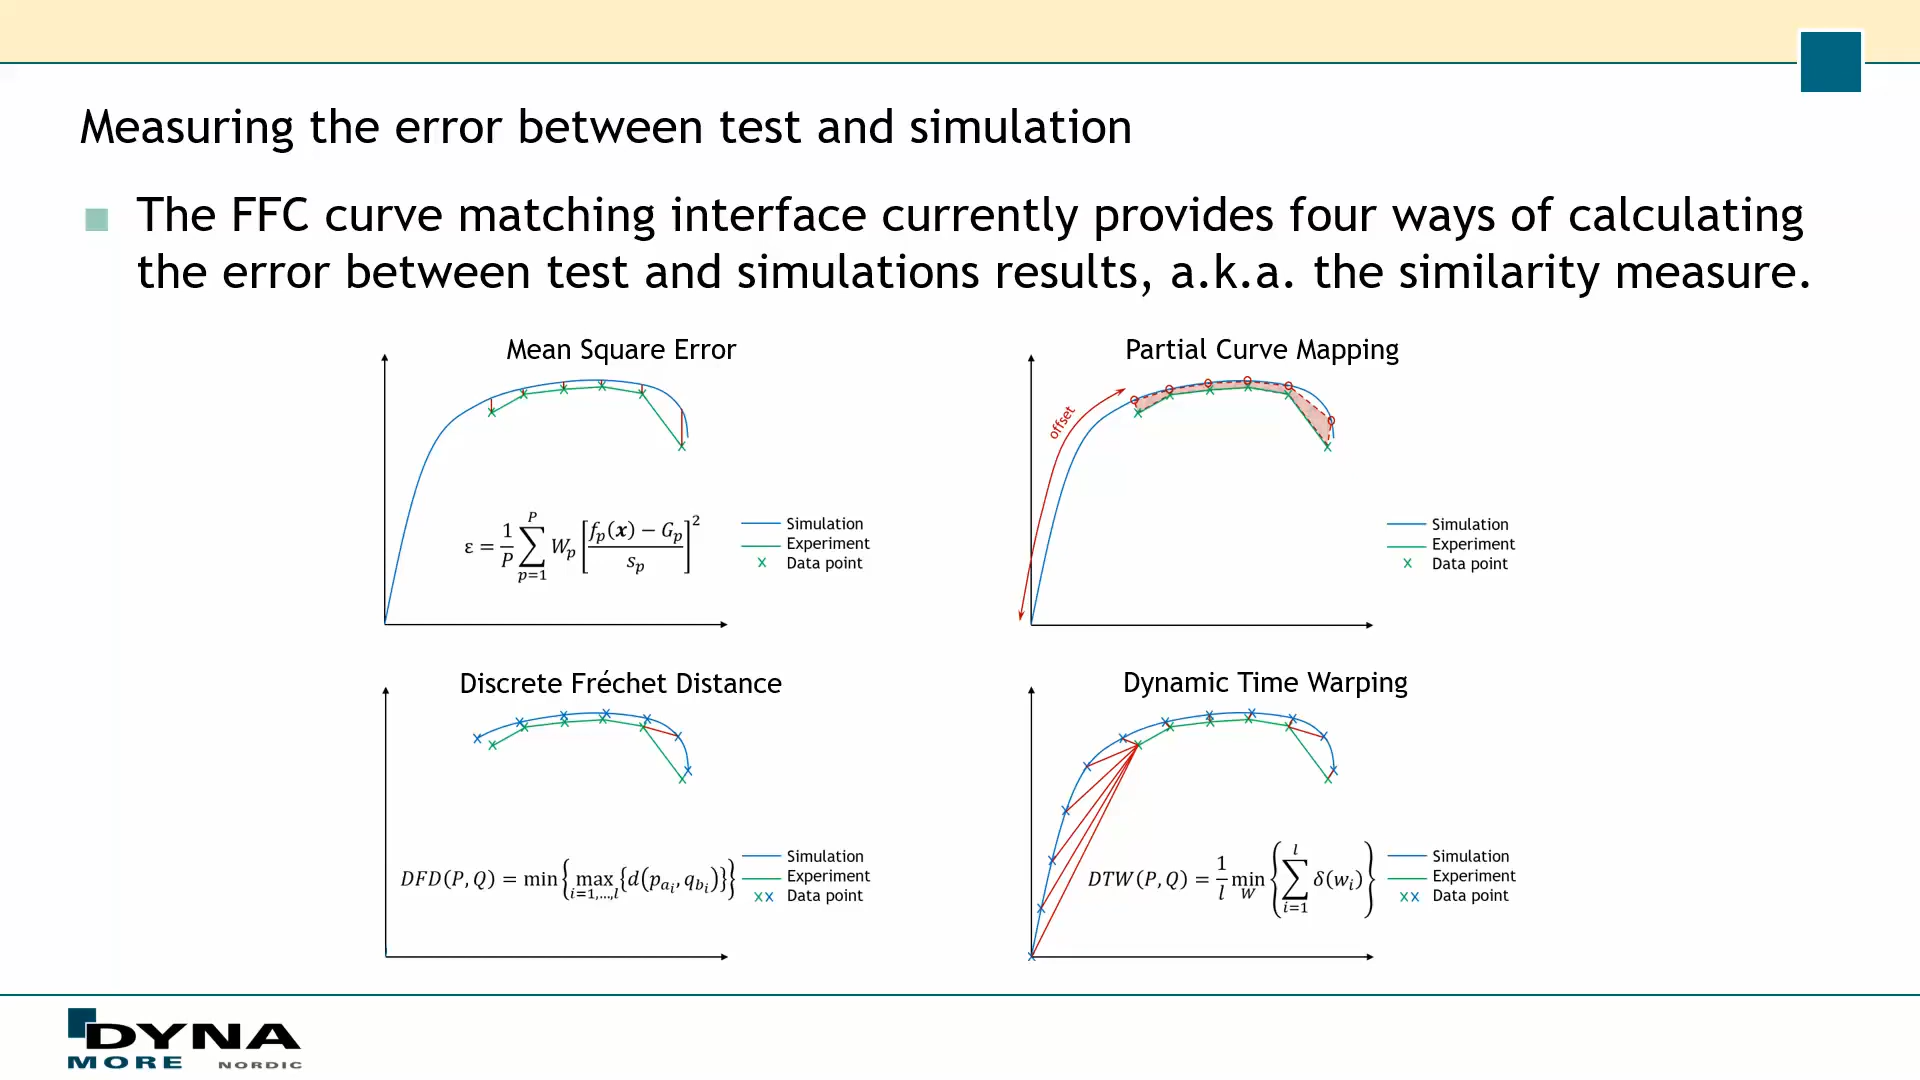 Measuring the error between test and simulation
The FFC curve matching interface currently provides four ways of calculating
the error between test and simulations results, a.k.a. the similarity measure.
Mean Square Error
ε = 1/P ∑_{p=1}^{P} W_p [ (f_p(x) − G_p) / s_p ]^2
Simulation
Experiment
x Data point
Partial Curve Mapping
offset
Simulation
Experiment
x Data point
Discrete Fréchet Distance
DFD(P, Q) = min { max_{i=1,…,l} {d(p_{a_i}, q_{b_i})} }
Simulation
Experiment
xx Data point
Dynamic Time Warping
DTW(P, Q) = 1/l min_W { ∑_{i=1}^{l} δ(w_i) }
Simulation
Experiment
xx Data point
DYNA
MORE NORDIC